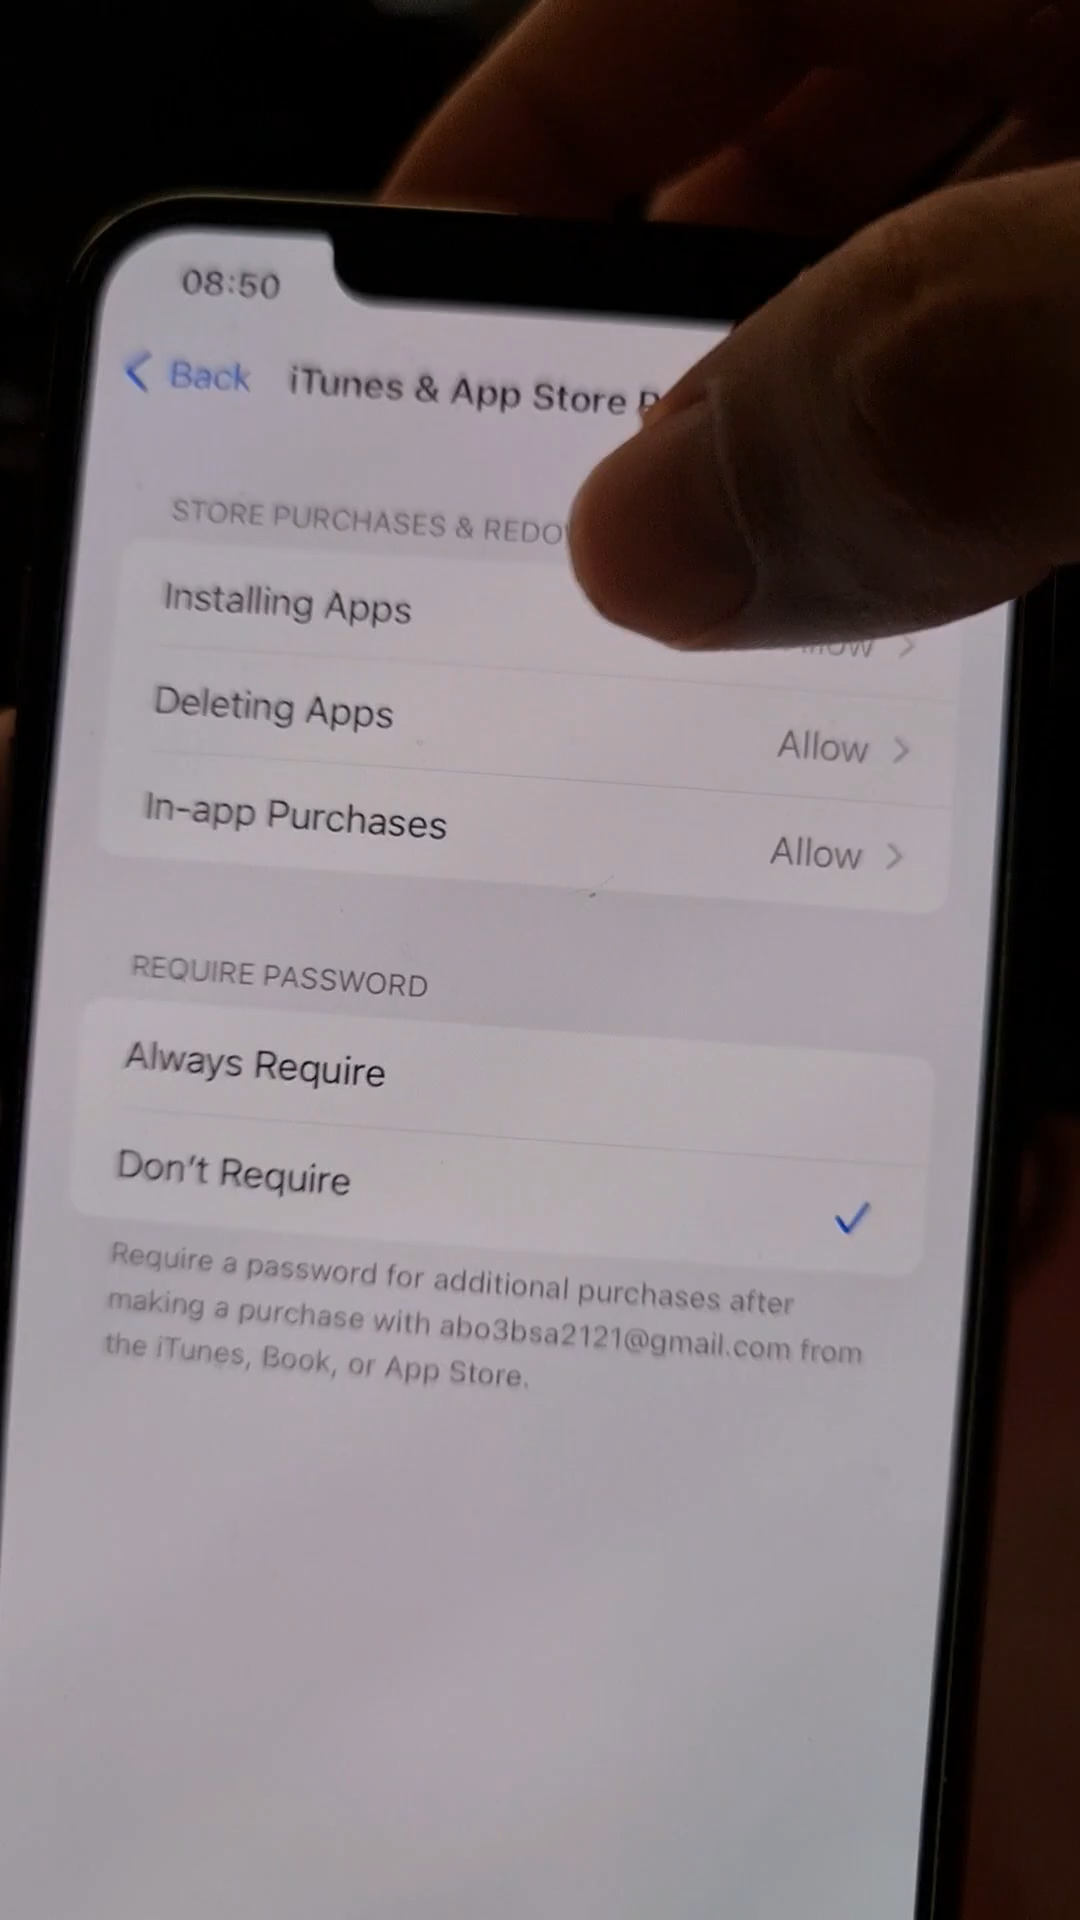 08:50
Back iTunes & App Store
STORE PURCHASES &
Installing Apps
Deleting Apps Allow
In-app Purchases Allow
REQUIRE PASSWORD
Always Require
Don't Require
Require a password for additional purchases after
making a purchase with abo3bsa2121@gmail.com from
the iTunes, Book, or App Store.